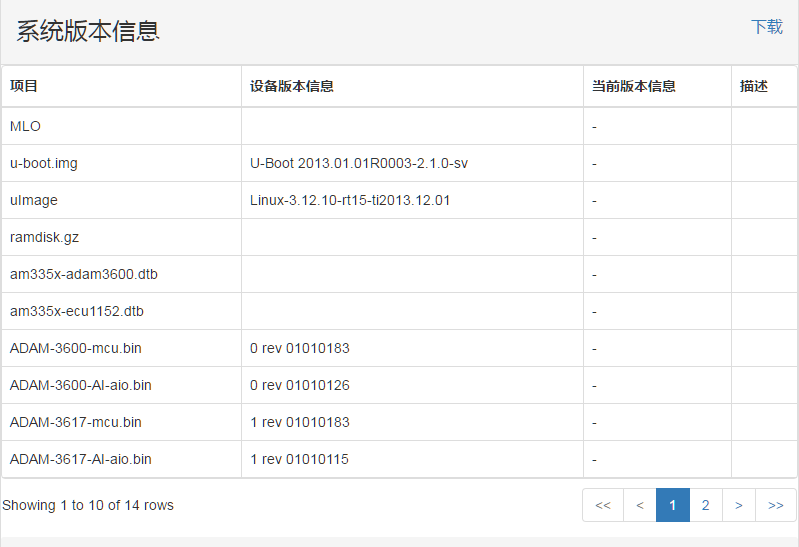 系统版本信息 下载
项目 设备版本信息 当前版本信息 描述
MLO -
u-boot.img U-Boot 2013.01.01R0003-2.1.0-sv -
uImage Linux-3.12.10-rt15-ti2013.12.01 -
ramdisk.gz -
am335x-adam3600.dtb -
am335x-ecu1152.dtb -
ADAM-3600-mcu.bin 0 rev 01010183 -
ADAM-3600-AI-aio.bin 0 rev 01010126 -
ADAM-3617-mcu.bin 1 rev 01010183 -
ADAM-3617-AI-aio.bin 1 rev 01010115 -
Showing 1 to 10 of 14 rows << < 1 2 > >>